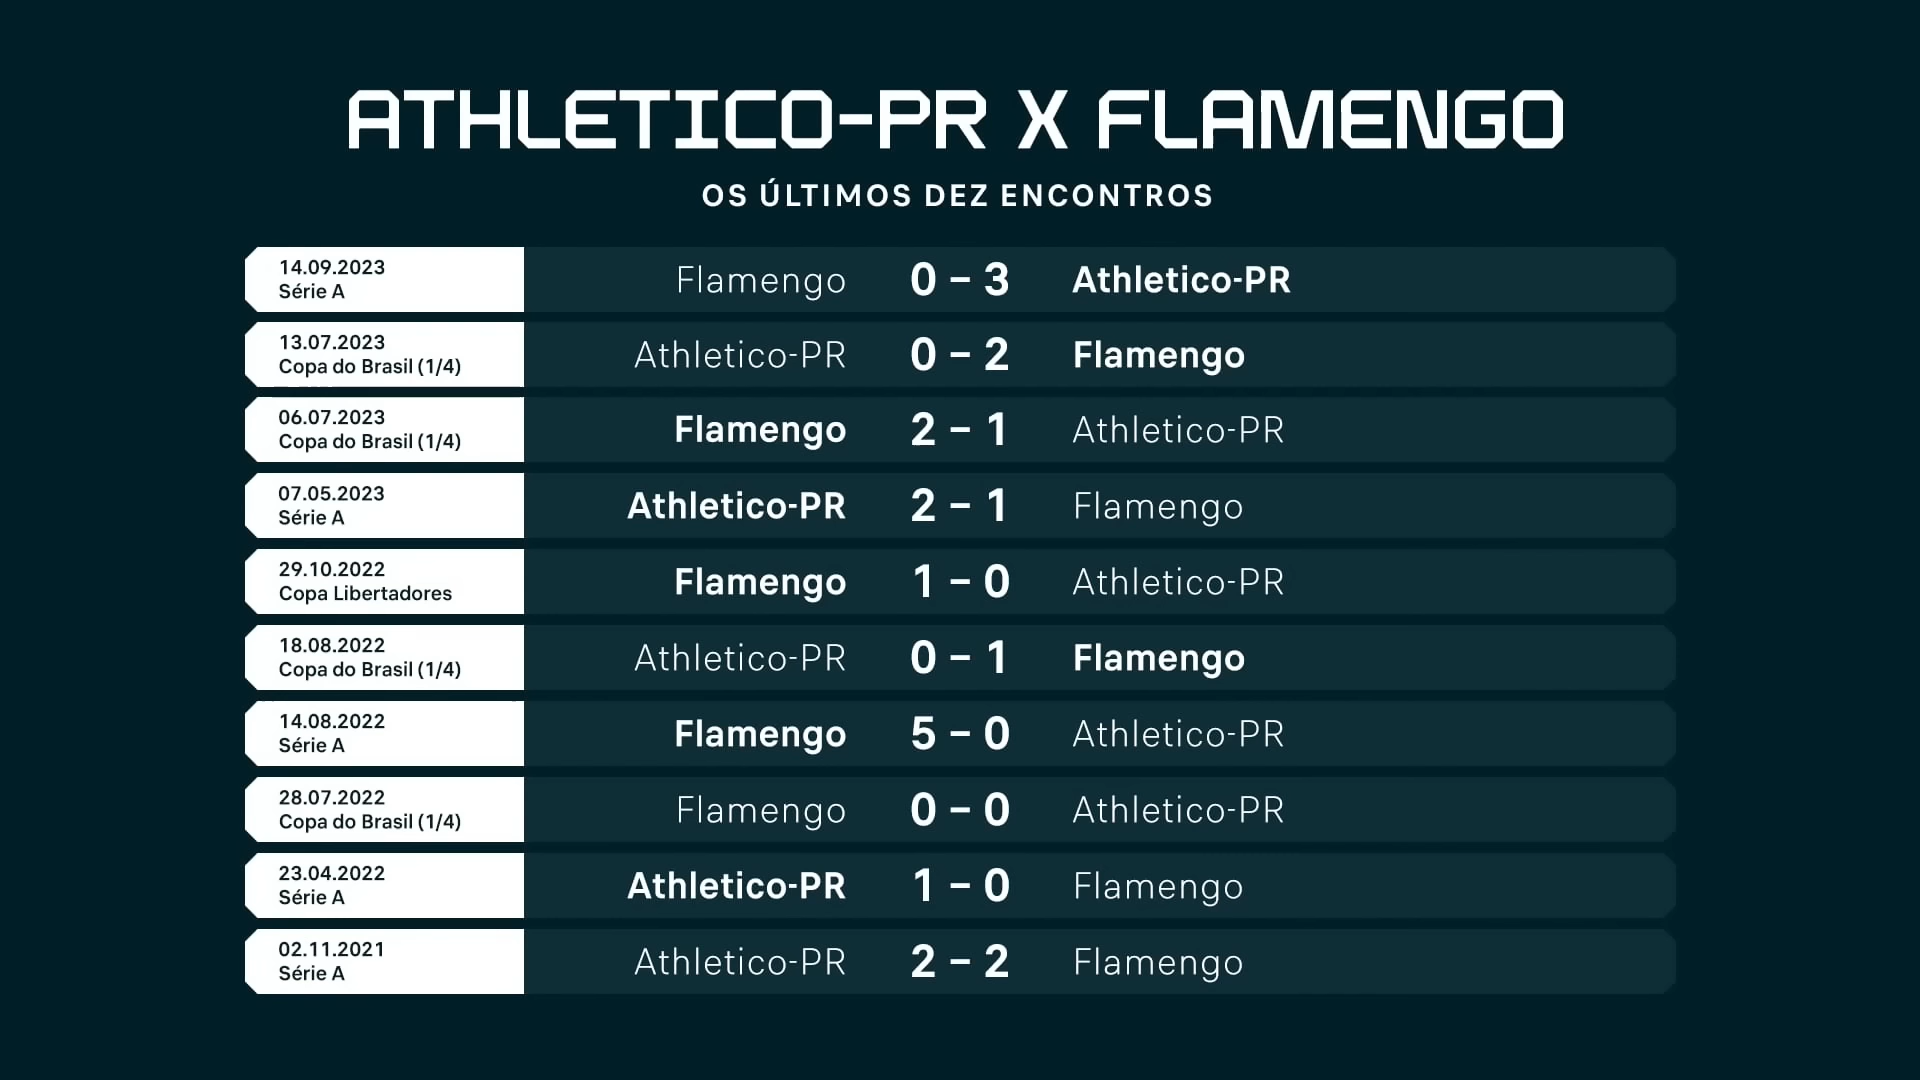 ATHLETICO-PR X FLAMENGO
OS ÚLTIMOS DEZ ENCONTROS
14.09.2023
Série A
Flamengo 0 – 3 Athletico-PR
13.07.2023
Copa do Brasil (1/4)
Athletico-PR 0 – 2 Flamengo
06.07.2023
Copa do Brasil (1/4)
Flamengo 2 – 1 Athletico-PR
07.05.2023
Série A
Athletico-PR 2 – 1 Flamengo
29.10.2022
Copa Libertadores
Flamengo 1 – 0 Athletico-PR
18.08.2022
Copa do Brasil (1/4)
Athletico-PR 0 – 1 Flamengo
14.08.2022
Série A
Flamengo 5 – 0 Athletico-PR
28.07.2022
Copa do Brasil (1/4)
Flamengo 0 – 0 Athletico-PR
23.04.2022
Série A
Athletico-PR 1 – 0 Flamengo
02.11.2021
Série A
Athletico-PR 2 – 2 Flamengo